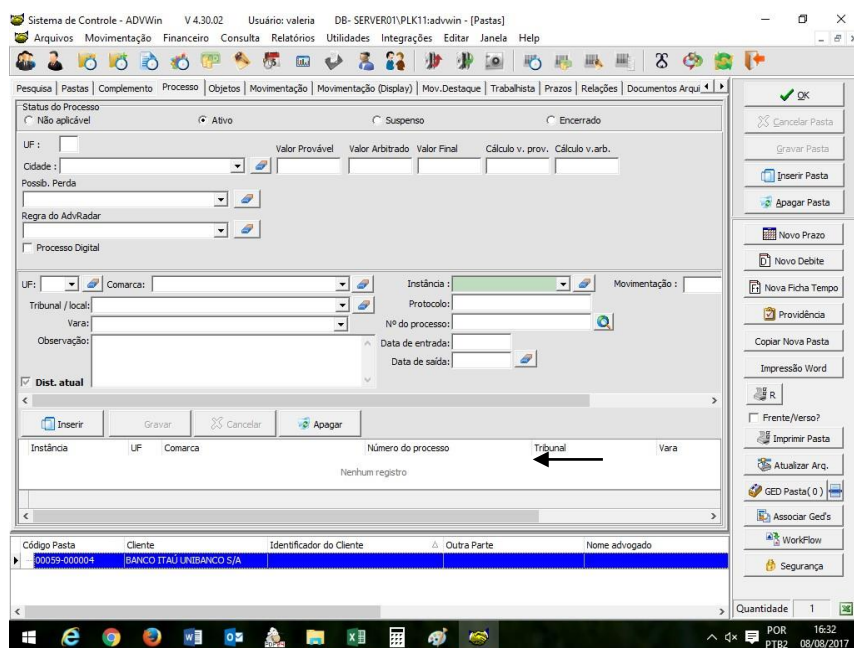 Sistema de Controle - ADVWin V 4.30.02 Usuário: valeria DB- SERVER01\PLK11:advwin - [Pastas]
Arquivos Movimentação Financeiro Consulta Relatórios Utilidades Integrações Editar Janela Help
Pesquisa Pastas Complemento Processo Objetos Movimentação Movimentação (Display) Mov.Destaque Trabalhista Prazos Relações Documentos Arqui
Status do Processo
Não aplicável Ativo Suspenso Encerrado
UF :
Valor Provável Valor Arbitrado Valor Final Cálculo v. prov. Cálculo v.arb.
Cidade :
Possib. Perda
Regra do AdvRadar
Processo Digital
UF: Comarca: Instância : Movimentação :
Tribunal / local: Protocolo:
Vara: Nº do processo:
Observação: Data de entrada:
Data de saída:
Dist. atual
Inserir Gravar Cancelar Apagar
Instância UF Comarca Número do processo Tribunal Vara
Nenhum registro
Código Pasta Cliente Identificador do Cliente Outra Parte Nome advogado
00059-000004 BANCO ITAÚ UNIBANCO S/A
OK
Cancelar Pasta
Gravar Pasta
Inserir Pasta
Apagar Pasta
Novo Prazo
Novo Debite
Nova Ficha Tempo
Providência
Copiar Nova Pasta
Impressão Word
R
Frente/Verso?
Imprimir Pasta
Atualizar Arq.
GED Pasta( 0 )
Associar Ged's
WorkFlow
Segurança
Quantidade 1
POR 16:32
PTB2 08/08/2017